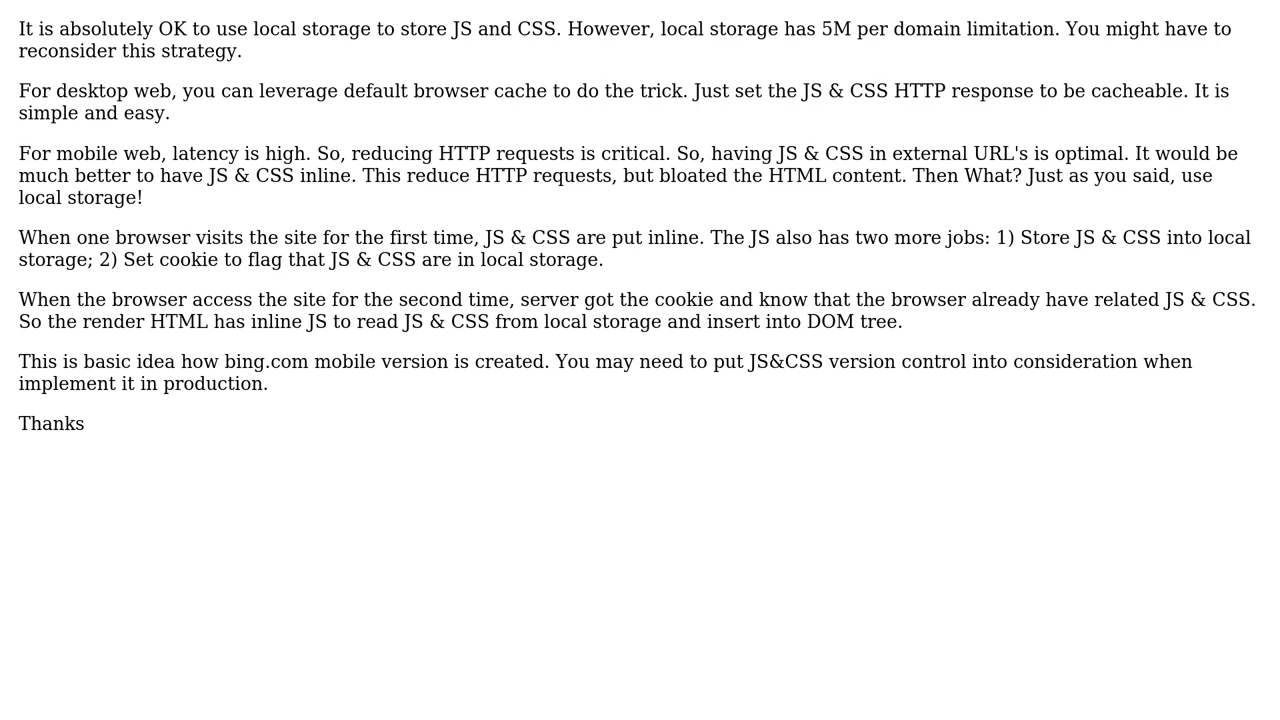 It is absolutely OK to use local storage to store JS and CSS. However, local storage has 5M per domain limitation. You might have to
reconsider this strategy.
For desktop web, you can leverage default browser cache to do the trick. Just set the JS & CSS HTTP response to be cacheable. It is
simple and easy.
For mobile web, latency is high. So, reducing HTTP requests is critical. So, having JS & CSS in external URL's is optimal. It would be
much better to have JS & CSS inline. This reduce HTTP requests, but bloated the HTML content. Then What? Just as you said, use
local storage!
When one browser visits the site for the first time, JS & CSS are put inline. The JS also has two more jobs: 1) Store JS & CSS into local
storage; 2) Set cookie to flag that JS & CSS are in local storage.
When the browser access the site for the second time, server got the cookie and know that the browser already have related JS & CSS.
So the render HTML has inline JS to read JS & CSS from local storage and insert into DOM tree.
This is basic idea how bing.com mobile version is created. You may need to put JS&CSS version control into consideration when
implement it in production.
Thanks